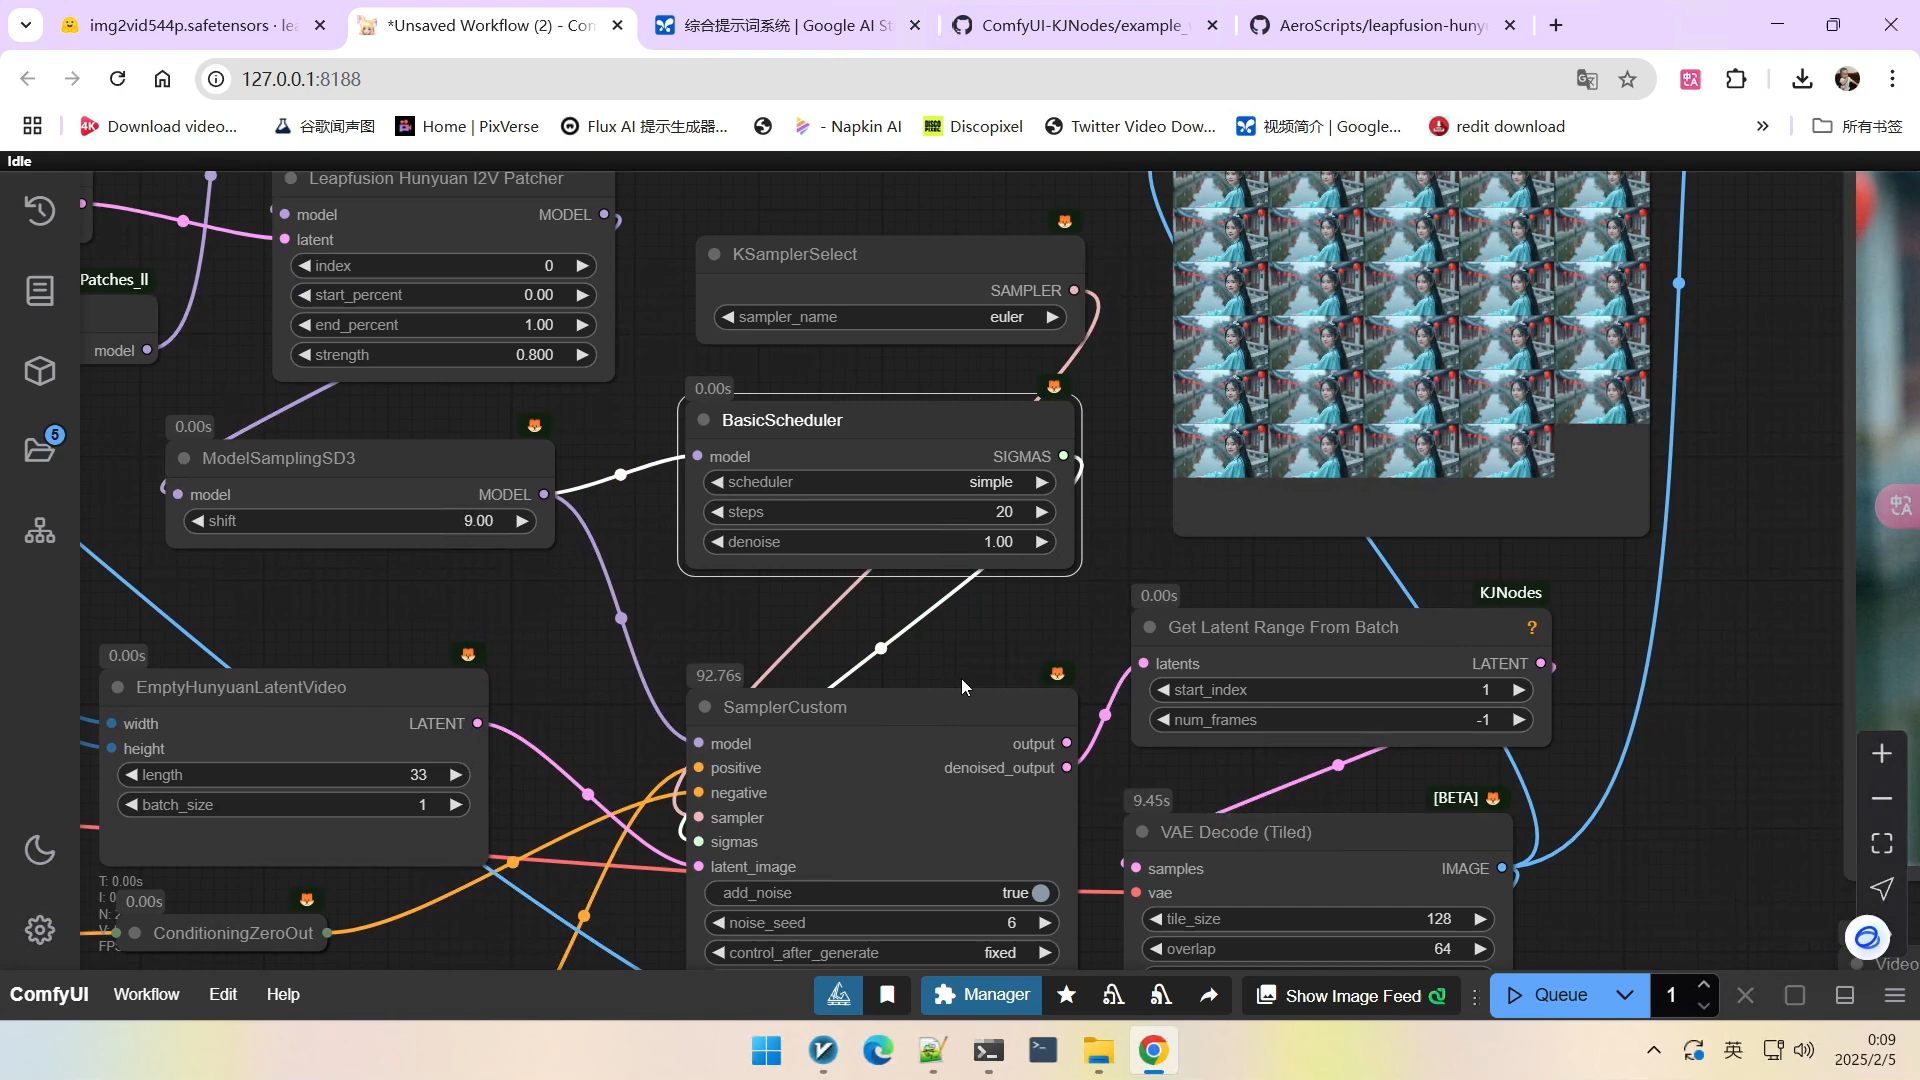 img2vid544p.safetensors · le
*Unsaved Workflow (2) - Con
综合提示词系统 | Google AI St
ComfyUI-KJNodes/example_
AeroScripts/leapfusion-huny
127.0.0.1:8188
Download video...
谷歌闻声图
Home | PixVerse
Flux AI 提示生成器...
- Napkin AI
Discopixel
Twitter Video Dow...
视频简介 | Google...
redit download
所有书签
Idle
Leapfusion Hunyuan I2V Patcher
model
MODEL
latent
index
0
start_percent
0.00
end_percent
1.00
strength
0.800
Patches_ll
model
KSamplerSelect
SAMPLER
sampler_name
euler
0.00s
BasicScheduler
model
SIGMAS
scheduler
simple
steps
20
denoise
1.00
0.00s
ModelSamplingSD3
model
MODEL
shift
9.00
5
0.00s
EmptyHunyuanLatentVideo
width
LATENT
height
length
33
batch_size
1
T: 0.00s
0.00s
ConditioningZeroOut
92.76s
SamplerCustom
model
output
positive
denoised_output
negative
sampler
sigmas
latent_image
add_noise
true
noise_seed
6
control_after_generate
fixed
0.00s
KJNodes
Get Latent Range From Batch
?
latents
LATENT
start_index
1
num_frames
-1
9.45s
[BETA]
VAE Decode (Tiled)
samples
IMAGE
vae
tile_size
128
overlap
64
Video
ComfyUI
Workflow
Edit
Help
Manager
Show Image Feed
Queue
1
英
0:09
2025/2/5